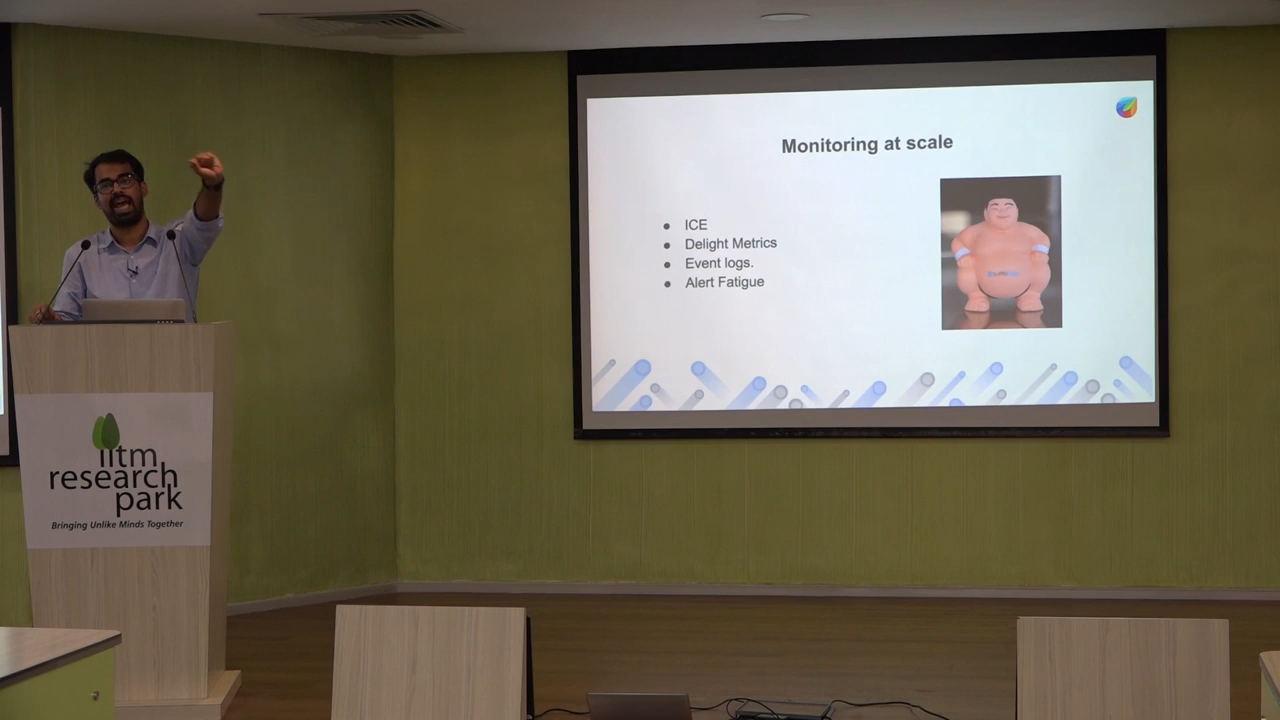 Monitoring at scale
ICE
Delight Metrics
Event logs.
Alert Fatigue
iitm
research
park
Bringing Unlike Minds Together